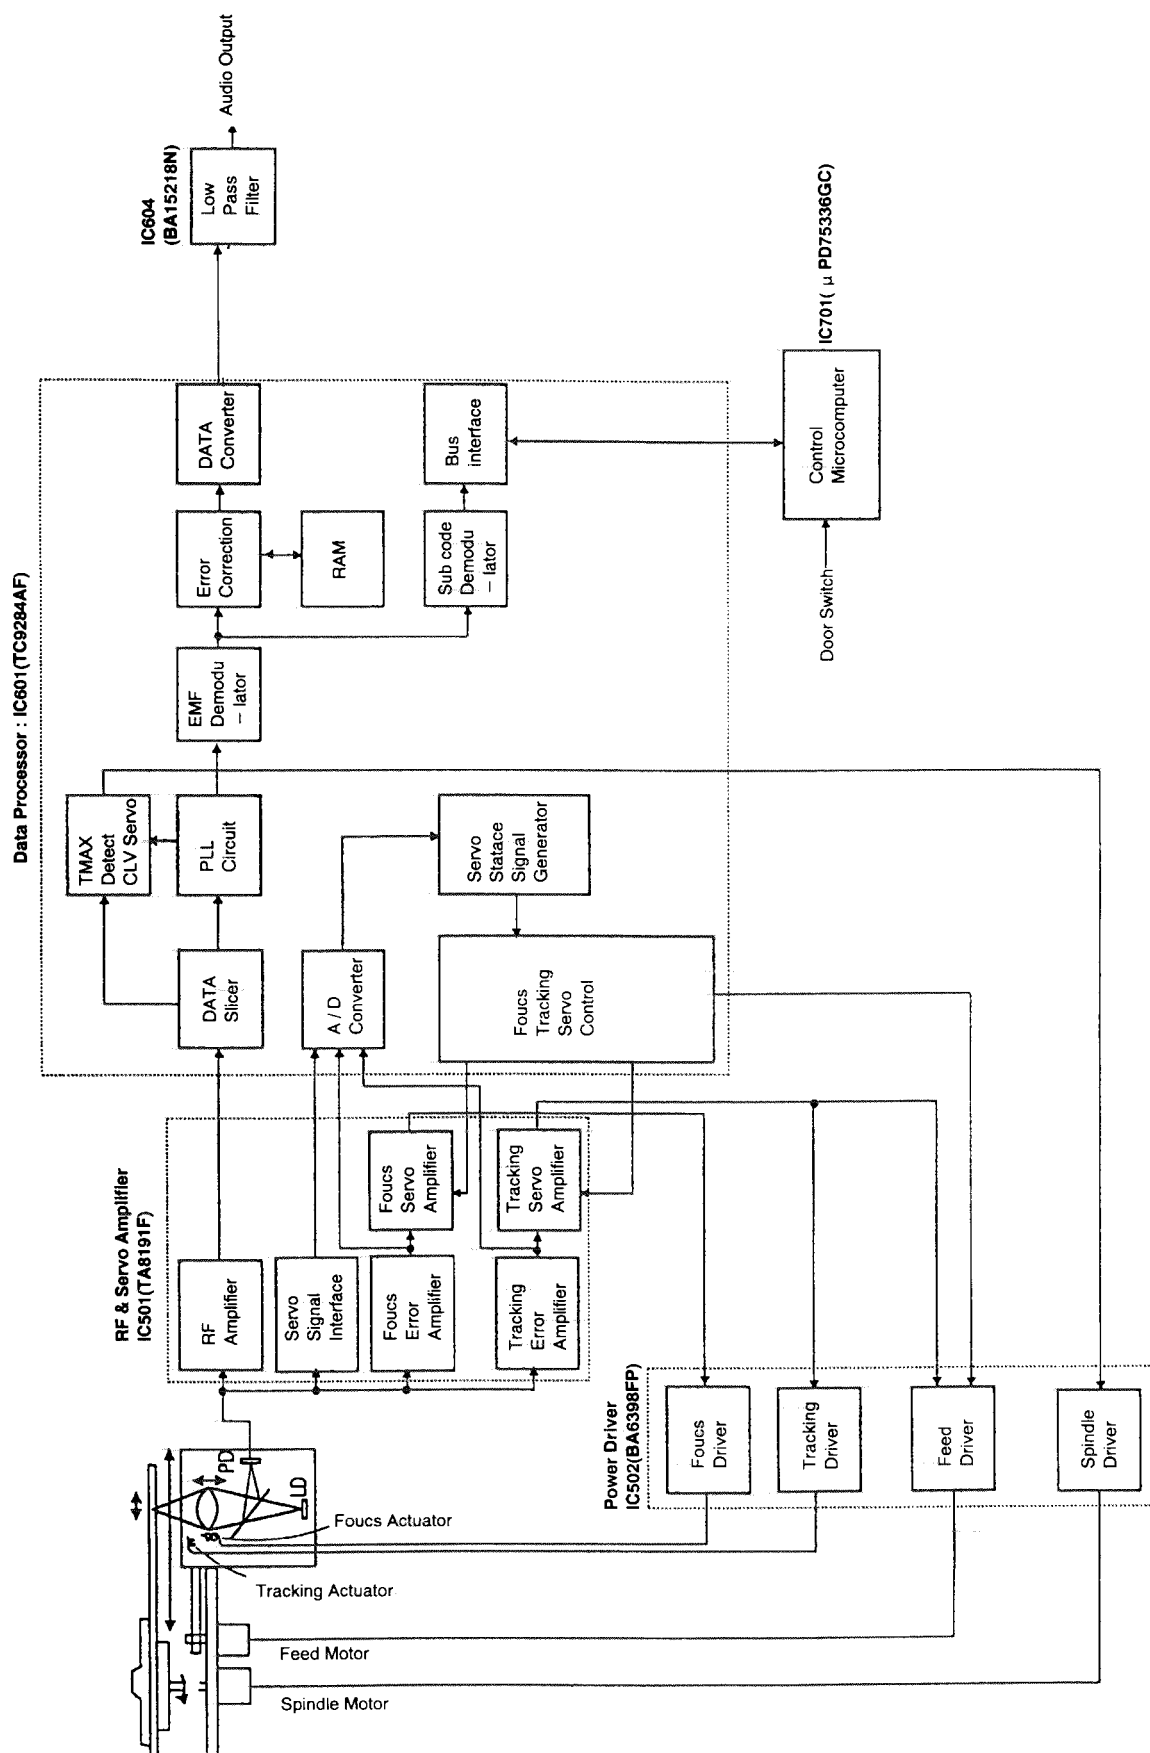 Data Processor : IC601(TC9284AF)
RF & Servo Amplifier
IC501(TA8191F)
Power Driver
IC502(BA6398FP)
IC604
(BA15218N)
IC701( μ PD75336GC)
Spindle Motor
Feed Motor
Tracking Actuator
Foucs Actuator
PD
LD
RF
Amplifier
Servo
Signal
Interface
Foucs
Error
Amplifier
Tracking
Error
Amplifier
Foucs
Servo
Amplifier
Tracking
Servo
Amplifier
DATA
Slicer
A / D
Converter
Foucs
Tracking
Servo
Control
TMAX
Detect
CLV Servo
PLL
Circuit
Servo
Statace
Signal
Generator
EMF
Demodu
– lator
Error
Correction
RAM
Sub code
Demodu
– lator
DATA
Converter
Bus
interface
Low
Pass
Filter
Audio Output
Door Switch
Control
Microcomputer
Foucs
Driver
Tracking
Driver
Feed
Driver
Spindle
Driver